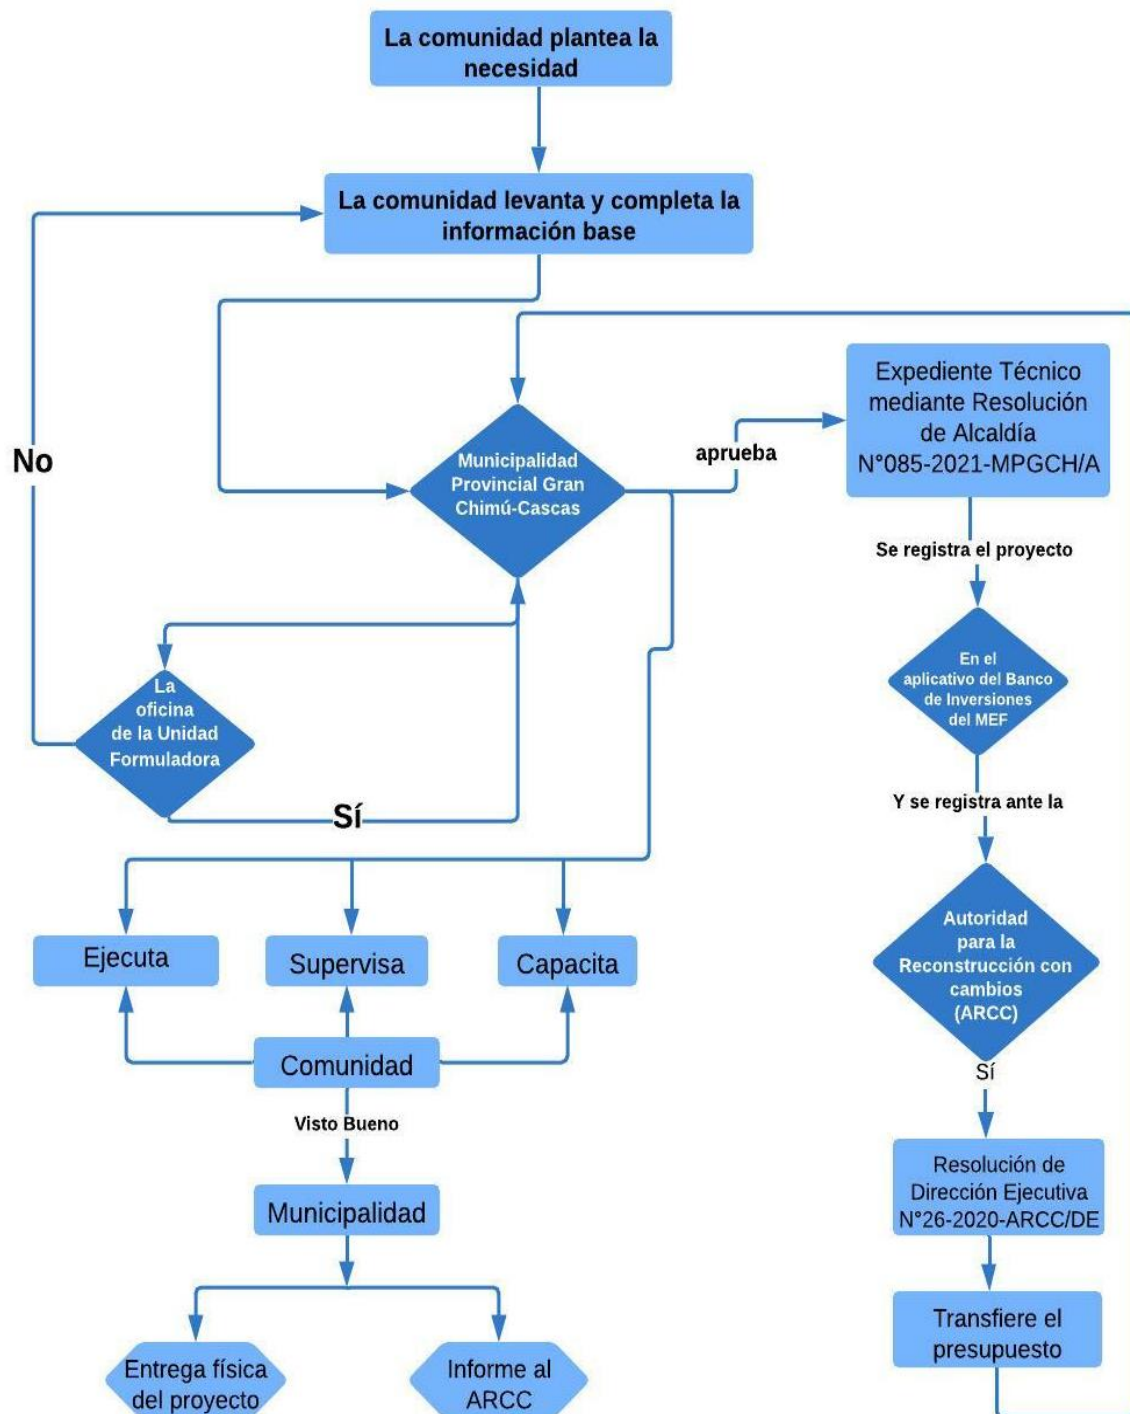 La comunidad plantea la
necesidad
La comunidad levanta y completa la
información base
No
Municipalidad
Provincial Gran
Chimú-Cascas
aprueba
Expediente Técnico
mediante Resolución
de Alcaldía
N°085-2021-MPGCH/A
Se registra el proyecto
En el
aplicativo del Banco
de Inversiones
del MEF
La
oficina
de la Unidad
Formuladora
Sí
Y se registra ante la
Autoridad
para la
Reconstrucción con
cambios
(ARCC)
Sí
Ejecuta
Supervisa
Capacita
Comunidad
Visto Bueno
Municipalidad
Resolución de
Dirección Ejecutiva
N°26-2020-ARCC/DE
Transfiere el
presupuesto
Entrega física
del proyecto
Informe al
ARCC